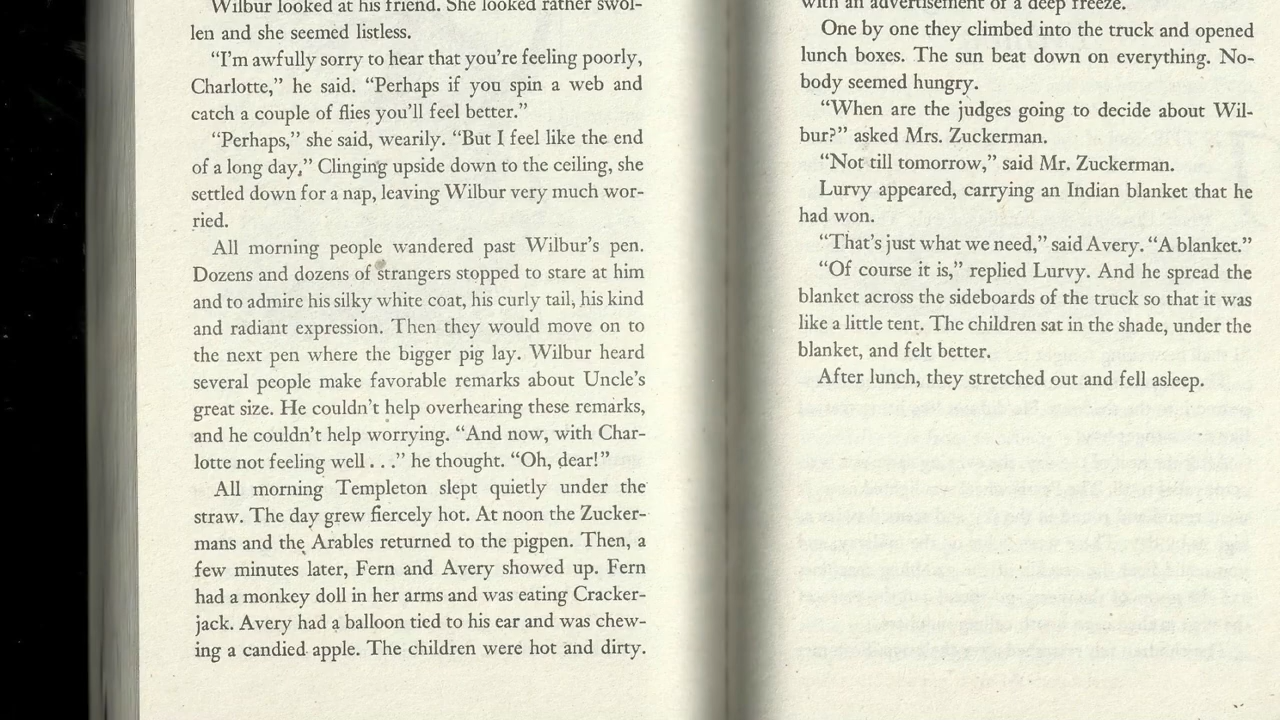 Wilbur looked at his friend. She looked rather swol-
len and she seemed listless.
"I'm awfully sorry to hear that you're feeling poorly,
Charlotte," he said. "Perhaps if you spin a web and
catch a couple of flies you'll feel better."
"Perhaps," she said, wearily. "But I feel like the end
of a long day." Clinging upside down to the ceiling, she
settled down for a nap, leaving Wilbur very much wor-
ried.
All morning people wandered past Wilbur's pen.
Dozens and dozens of strangers stopped to stare at him
and to admire his silky white coat, his curly tail, his kind
and radiant expression. Then they would move on to
the next pen where the bigger pig lay. Wilbur heard
several people make favorable remarks about Uncle's
great size. He couldn't help overhearing these remarks,
and he couldn't help worrying. "And now, with Char-
lotte not feeling well . . ." he thought. "Oh, dear!"
All morning Templeton slept quietly under the
straw. The day grew fiercely hot. At noon the Zucker-
mans and the Arables returned to the pigpen. Then, a
few minutes later, Fern and Avery showed up. Fern
had a monkey doll in her arms and was eating Cracker-
jack. Avery had a balloon tied to his ear and was chew-
ing a candied apple. The children were hot and dirty.
with an advertisement of a deep freeze.
One by one they climbed into the truck and opened
lunch boxes. The sun beat down on everything. No-
body seemed hungry.
"When are the judges going to decide about Wil-
bur?" asked Mrs. Zuckerman.
"Not till tomorrow," said Mr. Zuckerman.
Lurvy appeared, carrying an Indian blanket that he
had won.
"That's just what we need," said Avery. "A blanket."
"Of course it is," replied Lurvy. And he spread the
blanket across the sideboards of the truck so that it was
like a little tent. The children sat in the shade, under the
blanket, and felt better.
After lunch, they stretched out and fell asleep.